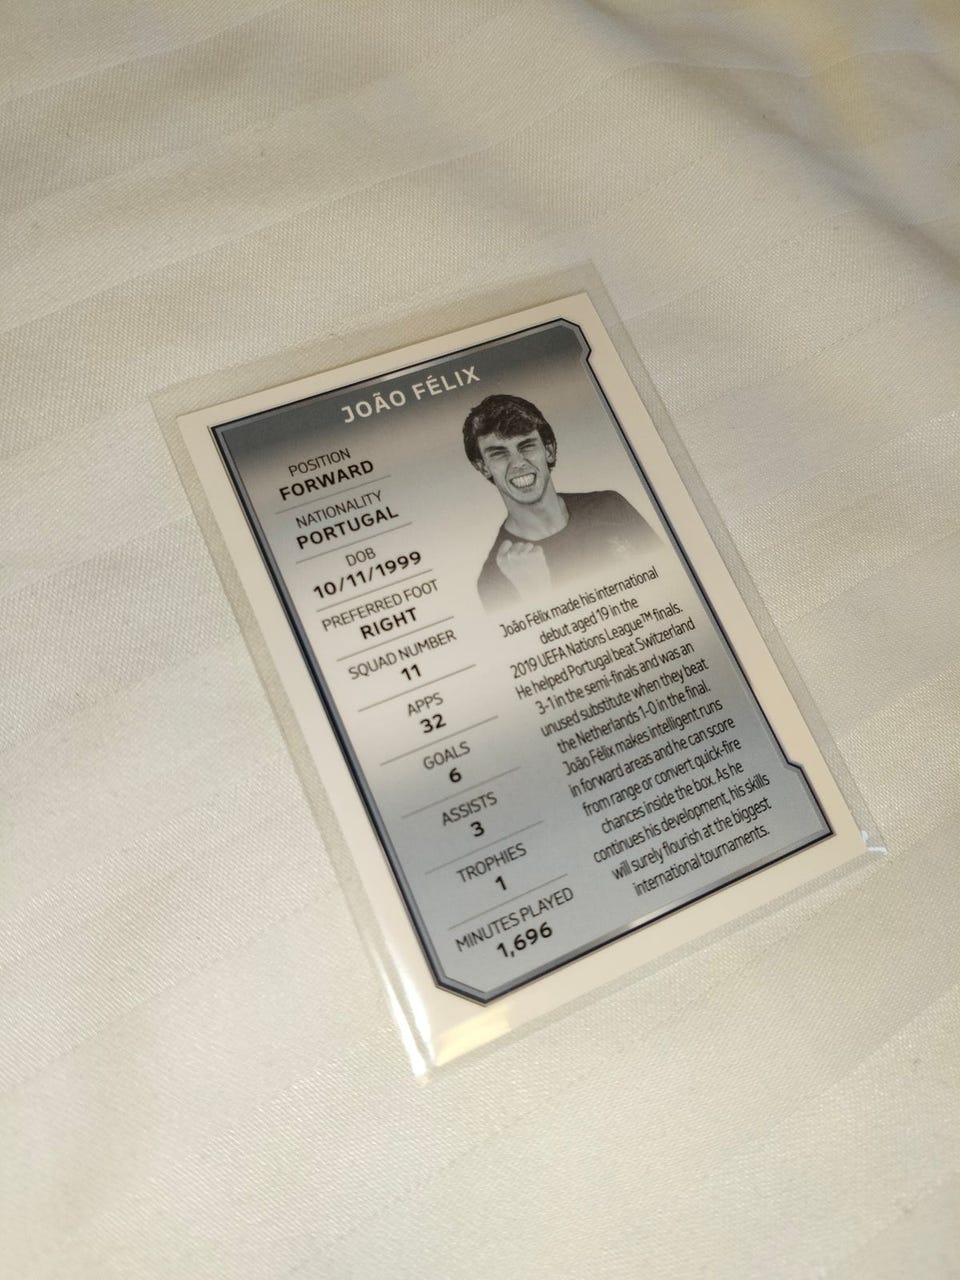 JOÃO FÉLIX
POSITION
FORWARD
NATIONALITY
PORTUGAL
DOB
10/11/1999
PREFERRED FOOT
RIGHT
SQUAD NUMBER
11
APPS
32
GOALS
6
ASSISTS
3
TROPHIES
1
MINUTES PLAYED
1,696
João Félix made his international
debut aged 19 in the
2019 UEFA Nations League™ finals.
He helped Portugal beat Switzerland
3-1 in the semi-finals and was an
unused substitute when they beat
the Netherlands 1-0 in the final.
João Félix makes intelligent runs
in forward areas and he can score
from range or convert quick-fire
chances inside the box. As he
continues his development, his skills
will surely flourish at the biggest
international tournaments.